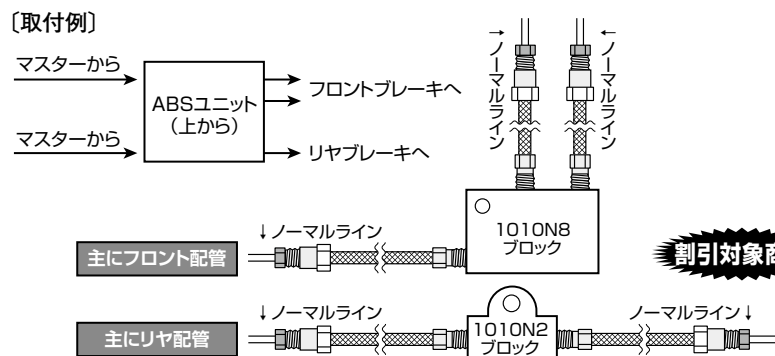 〔取付例〕
マスターから
マスターから
ABSユニット
（上から）
フロントブレーキへ
リヤブレーキへ
→ノーマルライン
←ノーマルライン
1010N8
ブロック
主にフロント配管
↓ノーマルライン
割引対象商
主にリヤ配管
↓ノーマルライン
1010N2
ブロック
ノーマルライン↓